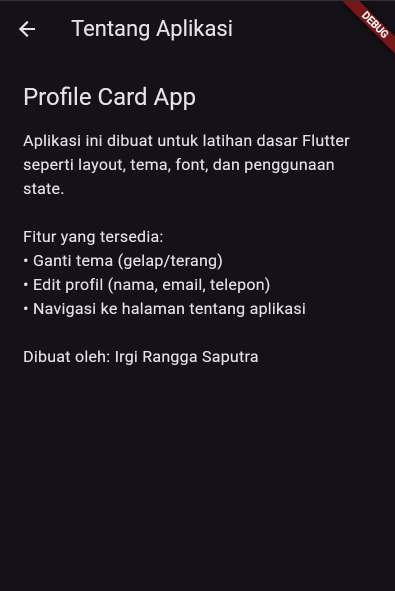 Tentang Aplikasi
DEBUG
Profile Card App
Aplikasi ini dibuat untuk latihan dasar Flutter
seperti layout, tema, font, dan penggunaan
state.
Fitur yang tersedia:
• Ganti tema (gelap/terang)
• Edit profil (nama, email, telepon)
• Navigasi ke halaman tentang aplikasi
Dibuat oleh: Irgi Rangga Saputra